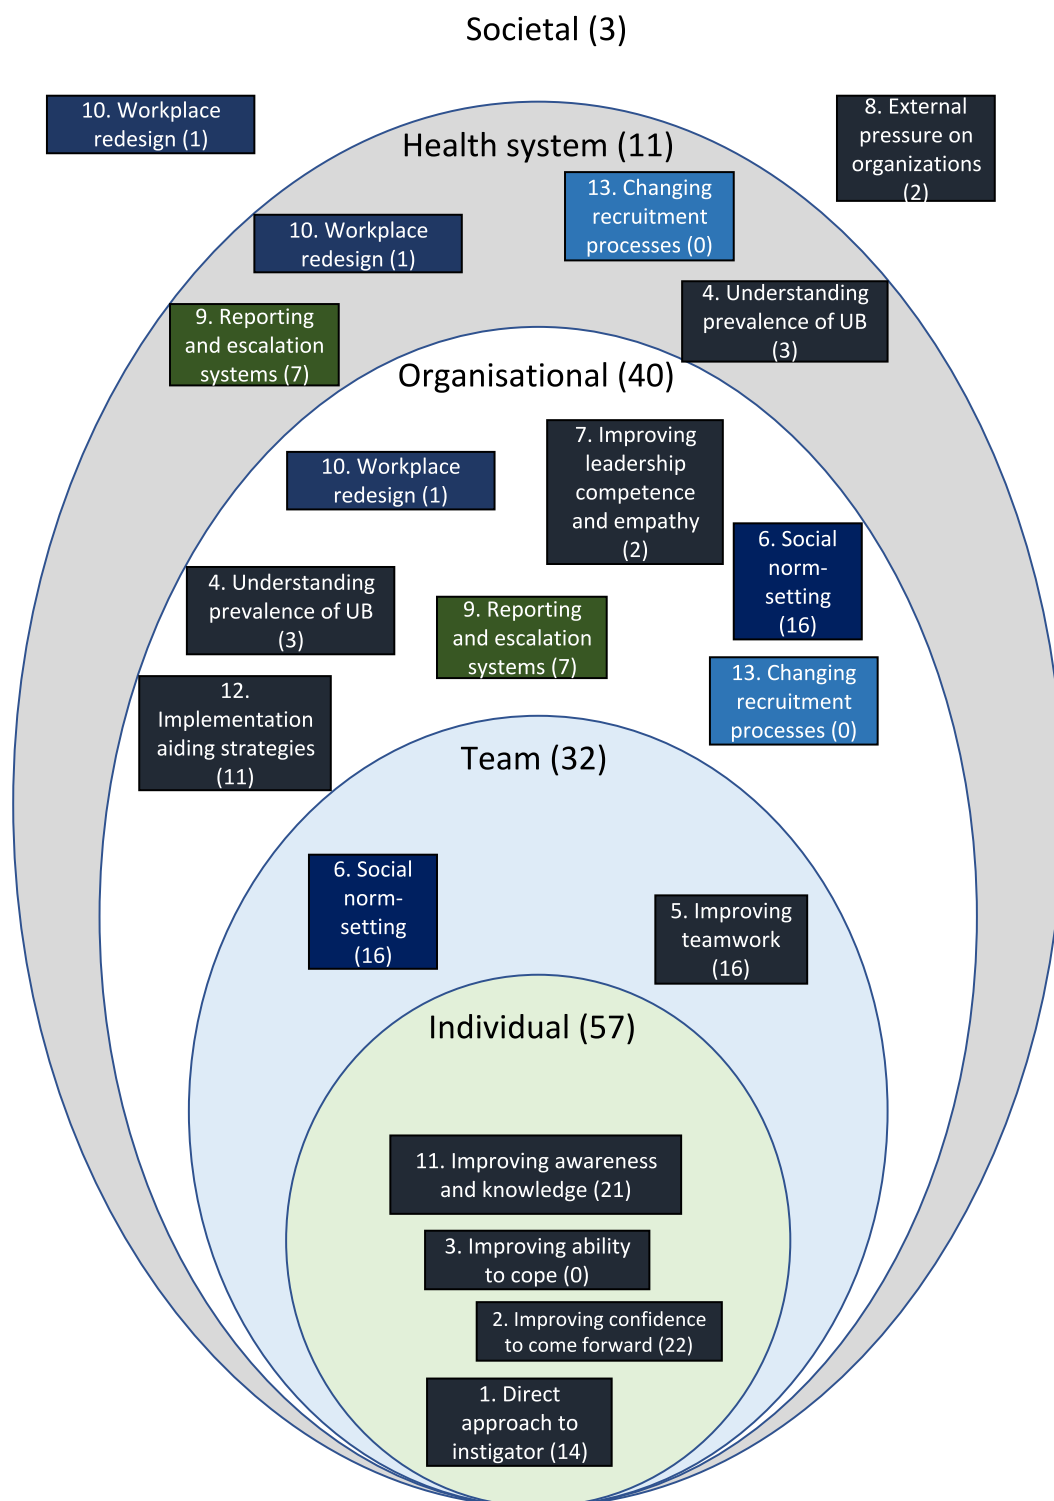 Societal (3)
10. Workplace
redesign (1)
8. External
pressure on
organizations
(2)
Health system (11)
13. Changing
recruitment
processes (0)
10. Workplace
redesign (1)
4. Understanding
prevalence of UB
(3)
9. Reporting
and escalation
systems (7)
Organisational (40)
7. Improving
leadership
competence
and empathy
(2)
10. Workplace
redesign (1)
6. Social
norm-
setting
(16)
4. Understanding
prevalence of UB
(3)
9. Reporting
and escalation
systems (7)
13. Changing
recruitment
processes (0)
12.
Implementation
aiding strategies
(11)
Team (32)
6. Social
norm-
setting
(16)
5. Improving
teamwork
(16)
Individual (57)
11. Improving awareness
and knowledge (21)
3. Improving ability
to cope (0)
2. Improving confidence
to come forward (22)
1. Direct
approach to
instigator (14)